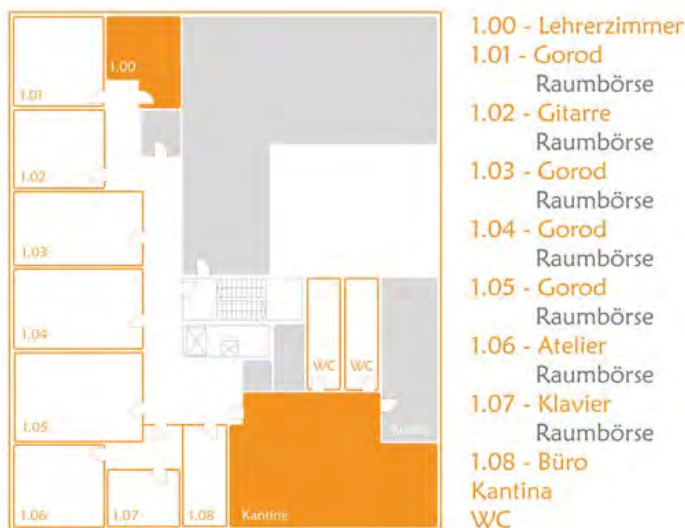 1.00
1.01
1.02
1.03
1.04
WC
WC
1.05
1.06
1.07
1.08
Kantine
1.00 - Lehrerzimmer
1.01 - Gorod
Raumbörse
1.02 - Gitarre
Raumbörse
1.03 - Gorod
Raumbörse
1.04 - Gorod
Raumbörse
1.05 - Gorod
Raumbörse
1.06 - Atelier
Raumbörse
1.07 - Klavier
Raumbörse
1.08 - Büro
Kantina
WC